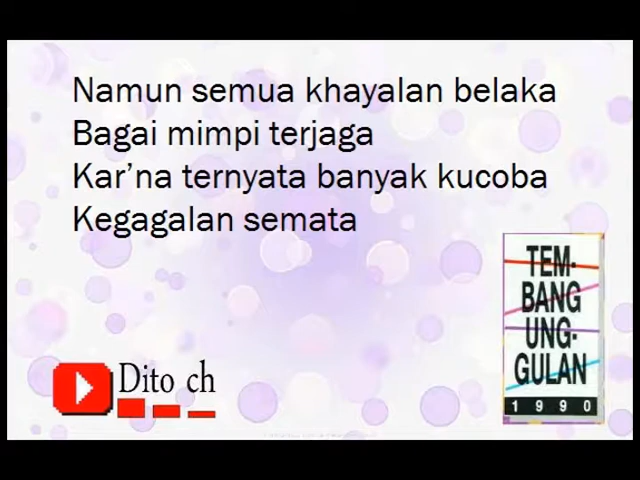 Namun semua khayalan belaka
Bagai mimpi terjaga
Kar’na ternyata banyak kucoba
Kegagalan semata
TEM-
BANG
UNG-
GULAN
1990
Dito ch